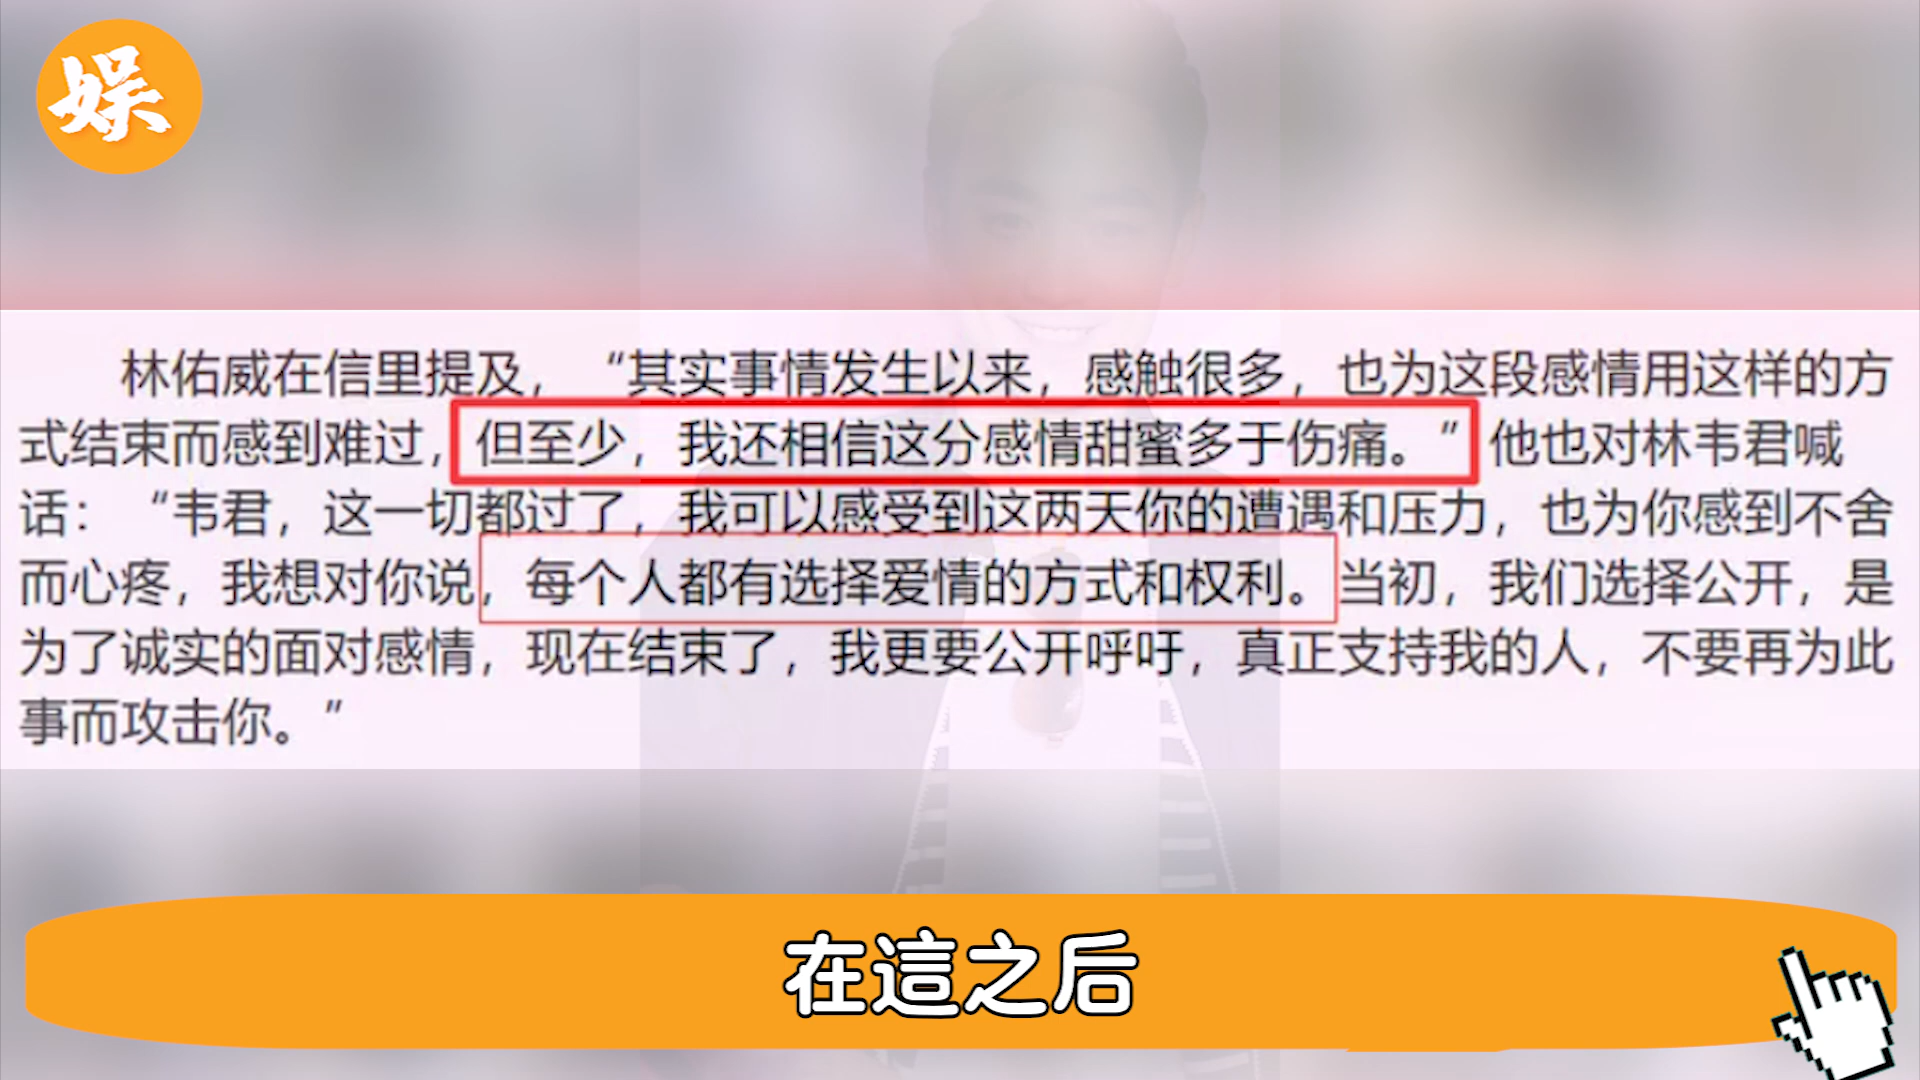 娱
林佑威在信里提及，“其实事情发生以来，感触很多，也为这段感情用这样的方
式结束而感到难过，但至少，我还相信这分感情甜蜜多于伤痛。”他也对林韦君喊
话：“韦君，这一切都过了，我可以感受到这两天你的遭遇和压力，也为你感到不舍
而心疼，我想对你说，每个人都有选择爱情的方式和权利。当初，我们选择公开，是
为了诚实的面对感情，现在结束了，我更要公开呼吁，真正支持我的人，不要再为此
事而攻击你。”
在這之后